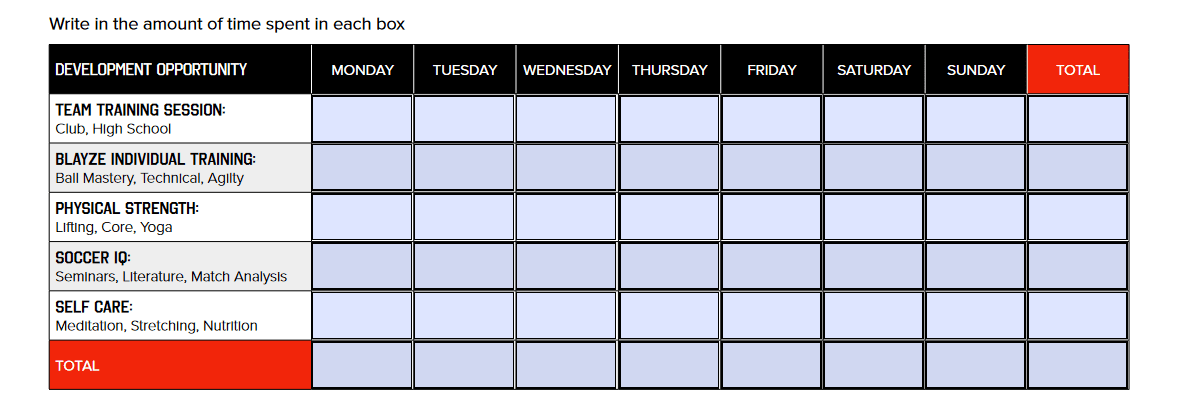 Write in the amount of time spent in each box
DEVELOPMENT OPPORTUNITY MONDAY TUESDAY WEDNESDAY THURSDAY FRIDAY SATURDAY SUNDAY TOTAL
TEAM TRAINING SESSION:
Club, High School
BLAYZE INDIVIDUAL TRAINING:
Ball Mastery, Technical, Agilty
PHYSICAL STRENGTH:
Lifting, Core, Yoga
SOCCER IQ:
Seminars, Literature, Match Analysis
SELF CARE:
Meditation, Stretching, Nutrition
TOTAL